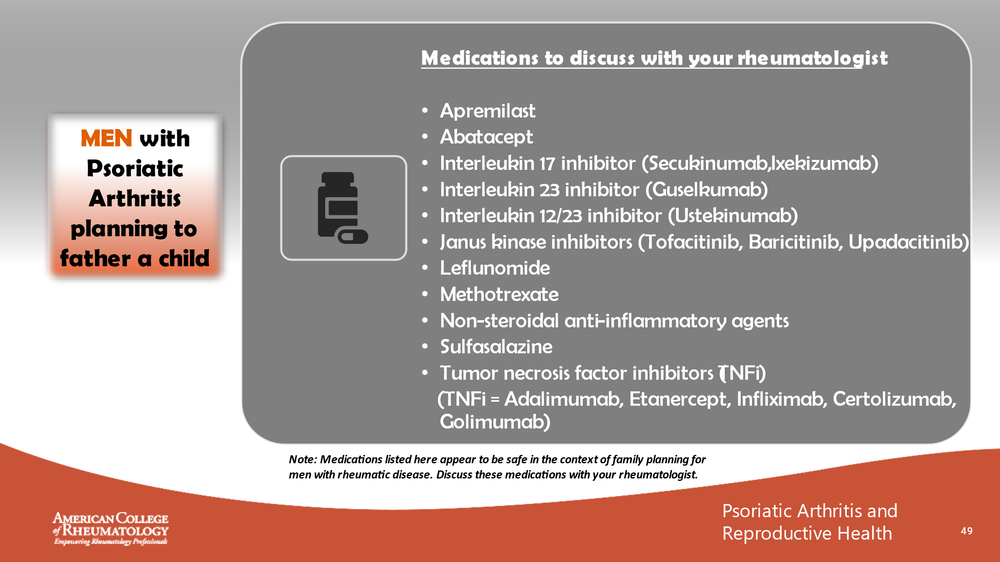 MEN with
Psoriatic
Arthritis
planning to
father a child
Medications to discuss with your rheumatologist
• Apremilast
• Abatacept
• Interleukin 17 inhibitor (Secukinumab,Ixekizumab)
• Interleukin 23 inhibitor (Guselkumab)
• Interleukin 12/23 inhibitor (Ustekinumab)
• Janus kinase inhibitors (Tofacitinib, Baricitinib, Upadacitinib)
• Leflunomide
• Methotrexate
• Non-steroidal anti-inflammatory agents
• Sulfasalazine
• Tumor necrosis factor inhibitors (TNFi)
(TNFi = Adalimumab, Etanercept, Infliximab, Certolizumab,
Golimumab)
Note: Medications listed here appear to be safe in the context of family planning for
men with rheumatic disease. Discuss these medications with your rheumatologist.
AMERICAN COLLEGE
of RHEUMATOLOGY
Empowering Rheumatology Professionals
Psoriatic Arthritis and
Reproductive Health
49